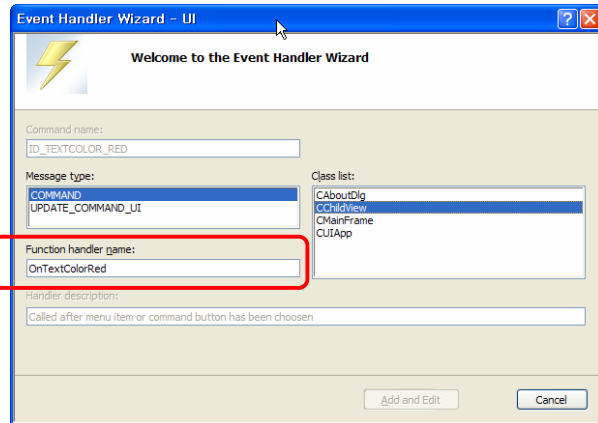 Event Handler Wizard - UI
Welcome to the Event Handler Wizard
Command name:
ID_TEXTCOLOR_RED
Message type:
COMMAND
UPDATE_COMMAND_UI
Class list:
CAboutDlg
CChildView
CMainFrame
CUIApp
Function handler name:
OnTextColorRed
Handler description:
Called after menu item or command button has been choosen
Add and Edit
Cancel